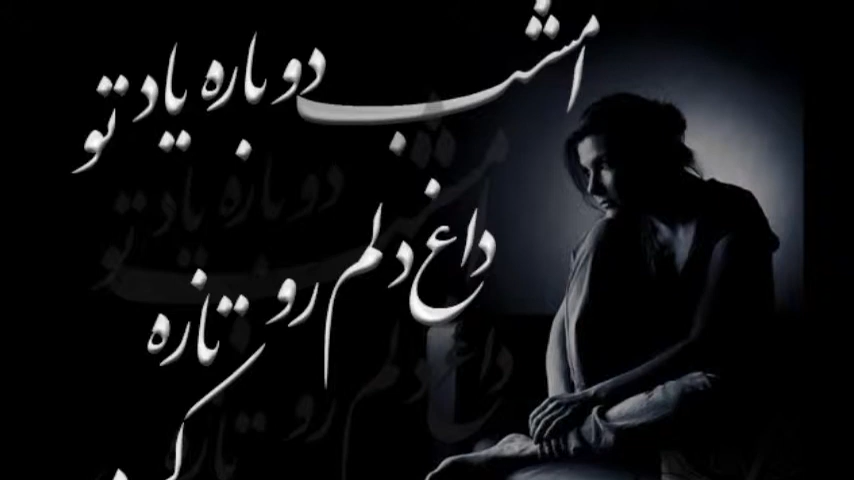 امشب دوباره یاد تو
داغ دلم رو تازه